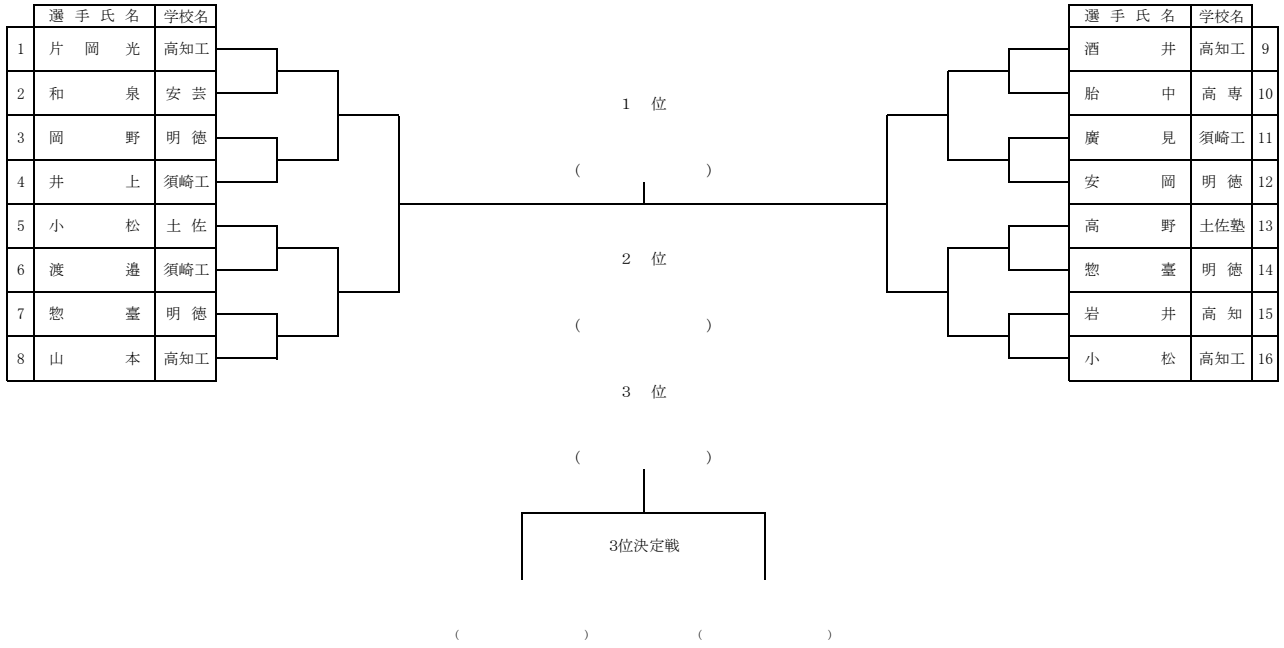 選手氏名 学校名
1 片岡光 高知工
2 和泉 安芸
3 岡野 明徳
4 井上 須崎工
5 小松 土佐
6 渡邉 須崎工
7 惣臺 明徳
8 山本 高知工
1 位
( )
2 位
( )
3 位
( )
3位決定戦
( ) ( )
選手氏名 学校名
酒井 高知工 9
胎中 高専 10
廣見 須崎工 11
安岡 明徳 12
高野 土佐塾 13
惣臺 明徳 14
岩井 高知 15
小松 高知工 16